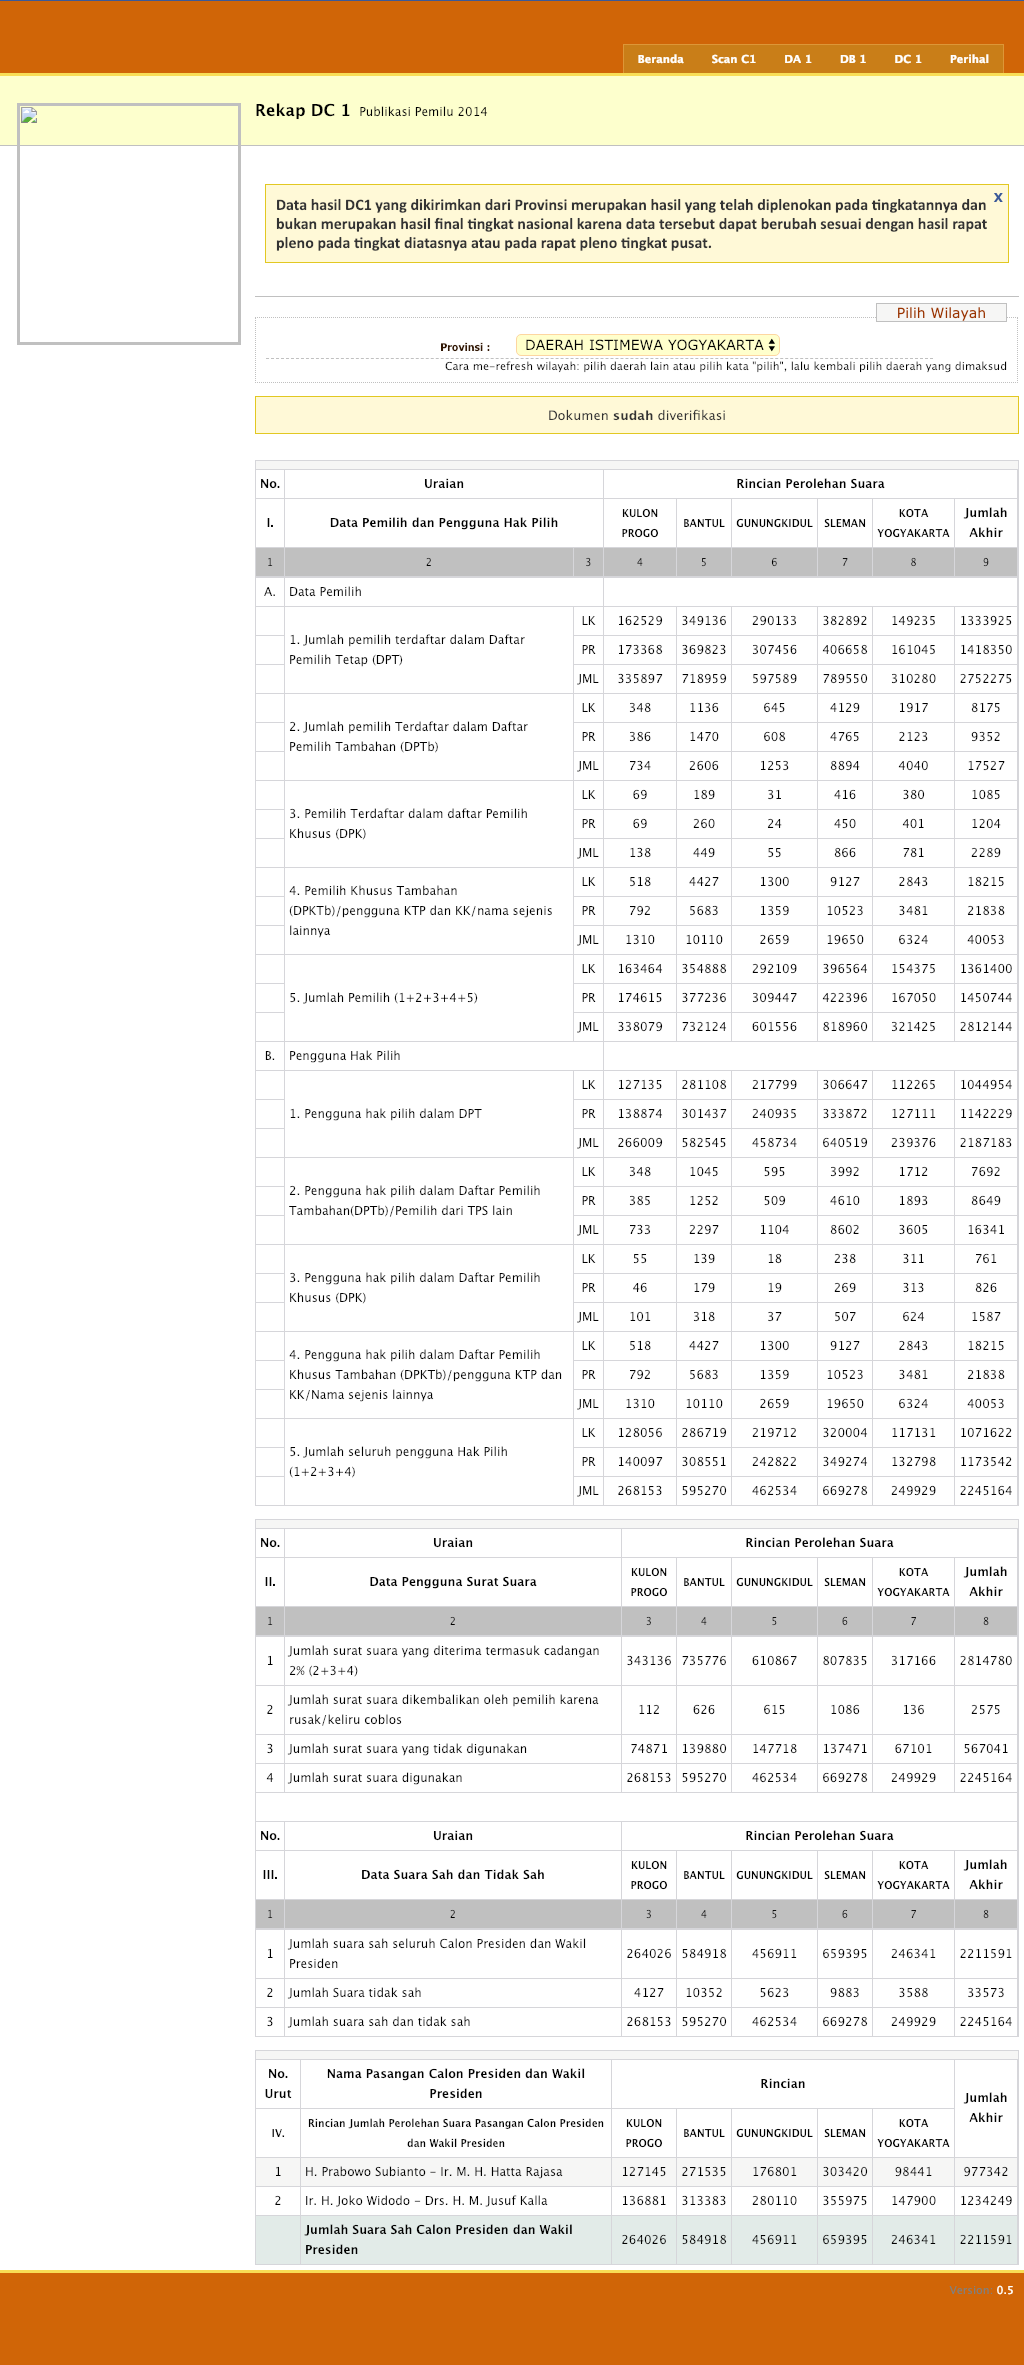 Beranda Scan C1 DA 1 DB 1 DC 1 Perihal
Rekap DC 1 Publikasi Pemilu 2014
x
Data hasil DC1 yang dikirimkan dari Provinsi merupakan hasil yang telah diplenokan pada tingkatannya dan
bukan merupakan hasil final tingkat nasional karena data tersebut dapat berubah sesuai dengan hasil rapat
pleno pada tingkat diatasnya atau pada rapat pleno tingkat pusat.
Pilih Wilayah
Provinsi : DAERAH ISTIMEWA YOGYAKARTA
Cara me-refresh wilayah: pilih daerah lain atau pilih kata "pilih", lalu kembali pilih daerah yang dimaksud
Dokumen sudah diverifikasi
No. Uraian Rincian Perolehan Suara
I. Data Pemilih dan Pengguna Hak Pilih KULON PROGO BANTUL GUNUNGKIDUL SLEMAN KOTA YOGYAKARTA Jumlah Akhir
1 2 3 4 5 6 7 8 9
A. Data Pemilih
1. Jumlah pemilih terdaftar dalam Daftar
Pemilih Tetap (DPT)
LK 162529 349136 290133 382892 149235 1333925
PR 173368 369823 307456 406658 161045 1418350
JML 335897 718959 597589 789550 310280 2752275
2. Jumlah pemilih Terdaftar dalam Daftar
Pemilih Tambahan (DPTb)
LK 348 1136 645 4129 1917 8175
PR 386 1470 608 4765 2123 9352
JML 734 2606 1253 8894 4040 17527
3. Pemilih Terdaftar dalam daftar Pemilih
Khusus (DPK)
LK 69 189 31 416 380 1085
PR 69 260 24 450 401 1204
JML 138 449 55 866 781 2289
4. Pemilih Khusus Tambahan
(DPKTb)/pengguna KTP dan KK/nama sejenis
lainnya
LK 518 4427 1300 9127 2843 18215
PR 792 5683 1359 10523 3481 21838
JML 1310 10110 2659 19650 6324 40053
5. Jumlah Pemilih (1+2+3+4+5)
LK 163464 354888 292109 396564 154375 1361400
PR 174615 377236 309447 422396 167050 1450744
JML 338079 732124 601556 818960 321425 2812144
B. Pengguna Hak Pilih
1. Pengguna hak pilih dalam DPT
LK 127135 281108 217799 306647 112265 1044954
PR 138874 301437 240935 333872 127111 1142229
JML 266009 582545 458734 640519 239376 2187183
2. Pengguna hak pilih dalam Daftar Pemilih
Tambahan(DPTb)/Pemilih dari TPS lain
LK 348 1045 595 3992 1712 7692
PR 385 1252 509 4610 1893 8649
JML 733 2297 1104 8602 3605 16341
3. Pengguna hak pilih dalam Daftar Pemilih
Khusus (DPK)
LK 55 139 18 238 311 761
PR 46 179 19 269 313 826
JML 101 318 37 507 624 1587
4. Pengguna hak pilih dalam Daftar Pemilih
Khusus Tambahan (DPKTb)/pengguna KTP dan
KK/Nama sejenis lainnya
LK 518 4427 1300 9127 2843 18215
PR 792 5683 1359 10523 3481 21838
JML 1310 10110 2659 19650 6324 40053
5. Jumlah seluruh pengguna Hak Pilih
(1+2+3+4)
LK 128056 286719 219712 320004 117131 1071622
PR 140097 308551 242822 349274 132798 1173542
JML 268153 595270 462534 669278 249929 2245164
No. Uraian Rincian Perolehan Suara
II. Data Pengguna Surat Suara KULON PROGO BANTUL GUNUNGKIDUL SLEMAN KOTA YOGYAKARTA Jumlah Akhir
1 2 3 4 5 6 7 8
1 Jumlah surat suara yang diterima termasuk cadangan
2% (2+3+4) 343136 735776 610867 807835 317166 2814780
2 Jumlah surat suara dikembalikan oleh pemilih karena
rusak/keliru coblos 112 626 615 1086 136 2575
3 Jumlah surat suara yang tidak digunakan 74871 139880 147718 137471 67101 567041
4 Jumlah surat suara digunakan 268153 595270 462534 669278 249929 2245164
No. Uraian Rincian Perolehan Suara
III. Data Suara Sah dan Tidak Sah KULON PROGO BANTUL GUNUNGKIDUL SLEMAN KOTA YOGYAKARTA Jumlah Akhir
1 2 3 4 5 6 7 8
1 Jumlah suara sah seluruh Calon Presiden dan Wakil
Presiden 264026 584918 456911 659395 246341 2211591
2 Jumlah Suara tidak sah 4127 10352 5623 9883 3588 33573
3 Jumlah suara sah dan tidak sah 268153 595270 462534 669278 249929 2245164
No. Urut Nama Pasangan Calon Presiden dan Wakil Presiden Rincian Jumlah Akhir
IV. Rincian Jumlah Perolehan Suara Pasangan Calon Presiden
dan Wakil Presiden KULON PROGO BANTUL GUNUNGKIDUL SLEMAN KOTA YOGYAKARTA
1 H. Prabowo Subianto - Ir. M. H. Hatta Rajasa 127145 271535 176801 303420 98441 977342
2 Ir. H. Joko Widodo - Drs. H. M. Jusuf Kalla 136881 313383 280110 355975 147900 1234249
Jumlah Suara Sah Calon Presiden dan Wakil
Presiden 264026 584918 456911 659395 246341 2211591
0.5